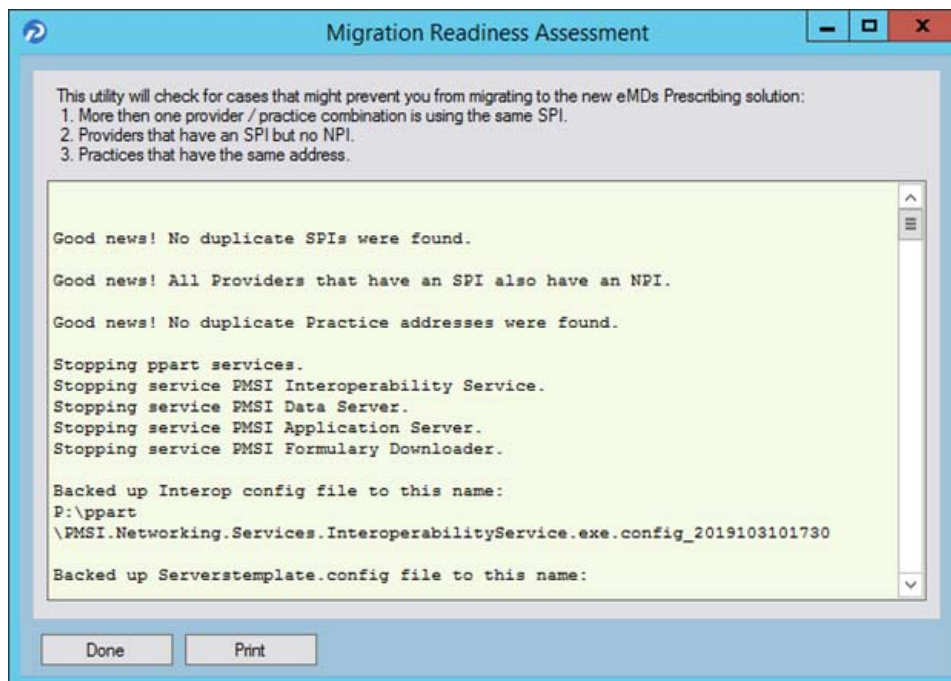 Migration Readiness Assessment
This utility will check for cases that might prevent you from migrating to the new eMDs Prescribing solution:
1. More then one provider / practice combination is using the same SPI.
2. Providers that have an SPI but no NPI.
3. Practices that have the same address.
Good news! No duplicate SPIs were found.
Good news! All Providers that have an SPI also have an NPI.
Good news! No duplicate Practice addresses were found.
Stopping ppart services.
Stopping service PMSI Interoperability Service.
Stopping service PMSI Data Server.
Stopping service PMSI Application Server.
Stopping service PMSI Formulary Downloader.
Backed up Interop config file to this name:
P:\ppart
\PMSI.Networking.Services.InteroperabilityService.exe.config_2019103101730
Backed up Serverstemplate.config file to this name:
Done
Print